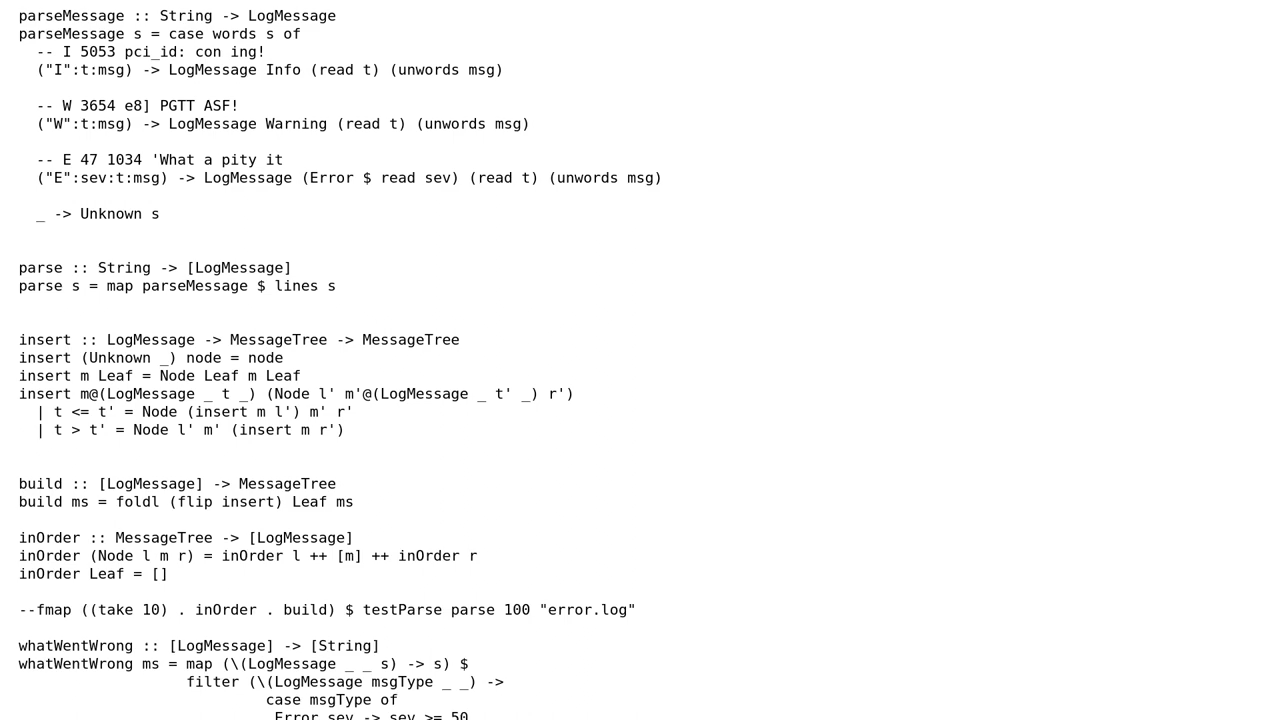 parseMessage :: String -> LogMessage
parseMessage s = case words s of
  -- I 5053 pci_id: con ing!
  ("I":t:msg) -> LogMessage Info (read t) (unwords msg)

  -- W 3654 e8] PGTT ASF!
  ("W":t:msg) -> LogMessage Warning (read t) (unwords msg)

  -- E 47 1034 'What a pity it
  ("E":sev:t:msg) -> LogMessage (Error $ read sev) (read t) (unwords msg)

  _ -> Unknown s


parse :: String -> [LogMessage]
parse s = map parseMessage $ lines s


insert :: LogMessage -> MessageTree -> MessageTree
insert (Unknown _) node = node
insert m Leaf = Node Leaf m Leaf
insert m@(LogMessage _ t _) (Node l' m'@(LogMessage _ t' _) r')
  | t <= t' = Node (insert m l') m' r'
  | t > t' = Node l' m' (insert m r')


build :: [LogMessage] -> MessageTree
build ms = foldl (flip insert) Leaf ms

inOrder :: MessageTree -> [LogMessage]
inOrder (Node l m r) = inOrder l ++ [m] ++ inOrder r
inOrder Leaf = []

--fmap ((take 10) . inOrder . build) $ testParse parse 100 "error.log"

whatWentWrong :: [LogMessage] -> [String]
whatWentWrong ms = map (\(LogMessage _ _ s) -> s) $
                   filter (\(LogMessage msgType _ _) ->
                            case msgType of
                             Error sev -> sev >= 50